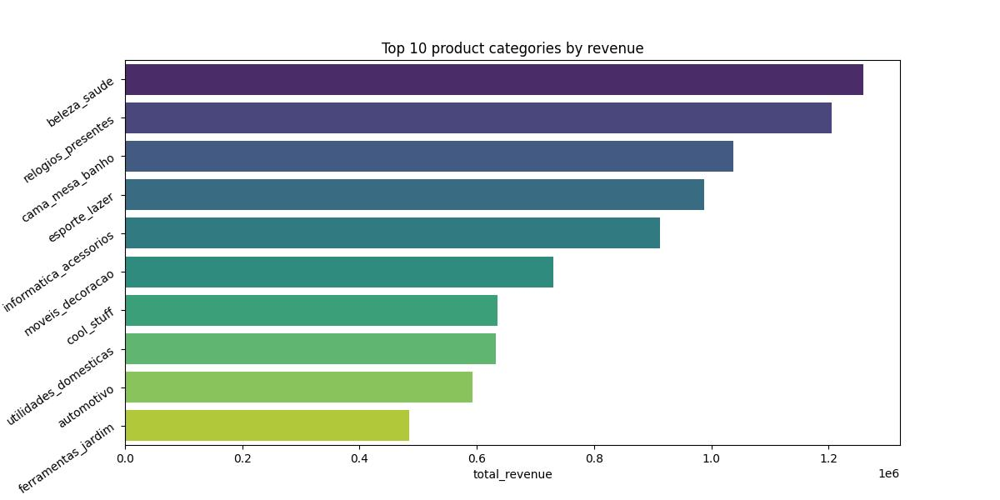 Top 10 product categories by revenue
beleza_saude
relogios_presentes
cama_mesa_banho
esporte_lazer
informatica_acessorios
moveis_decoracao
cool_stuff
utilidades_domesticas
automotivo
ferramentas_jardim
0.0 0.2 0.4 0.6 0.8 1.0 1.2
1e6
total_revenue